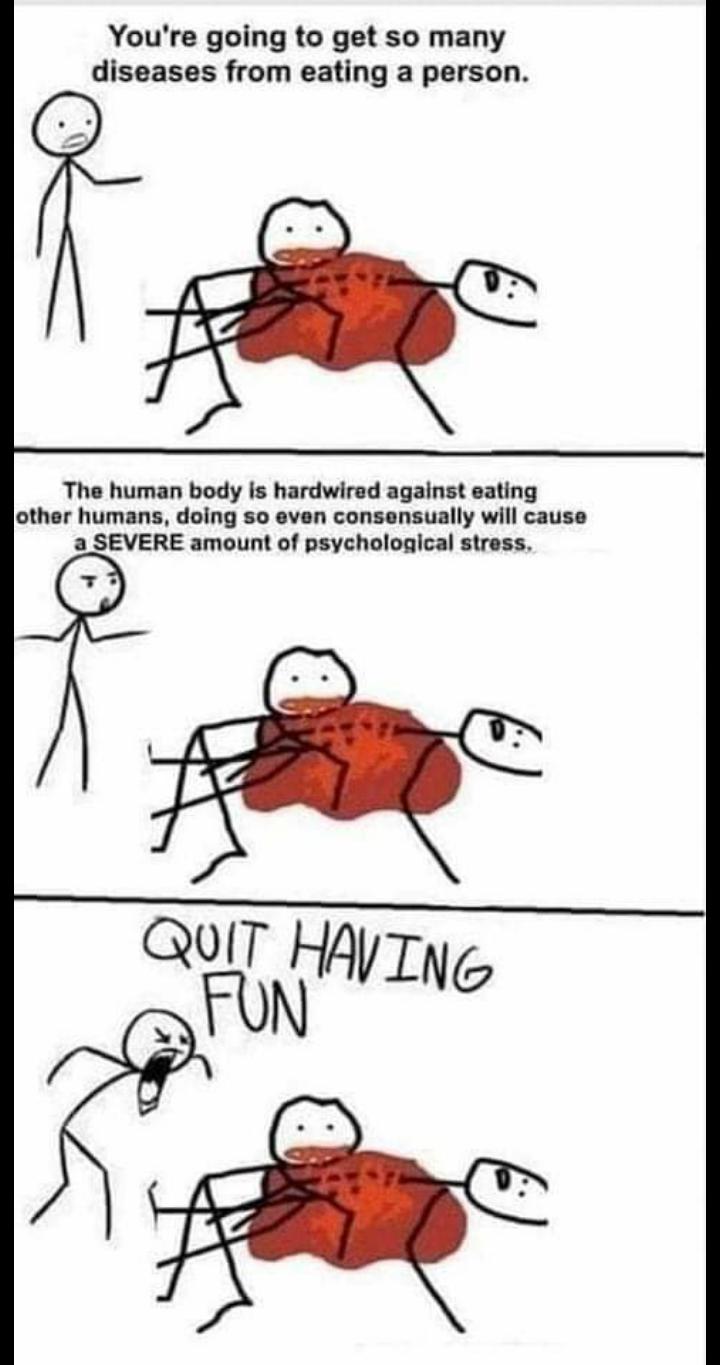 You're going to get so many
diseases from eating a person.
The human body is hardwired against eating
other humans, doing so even consensually will cause
a SEVERE amount of psychological stress.
QUIT HAVING
FUN